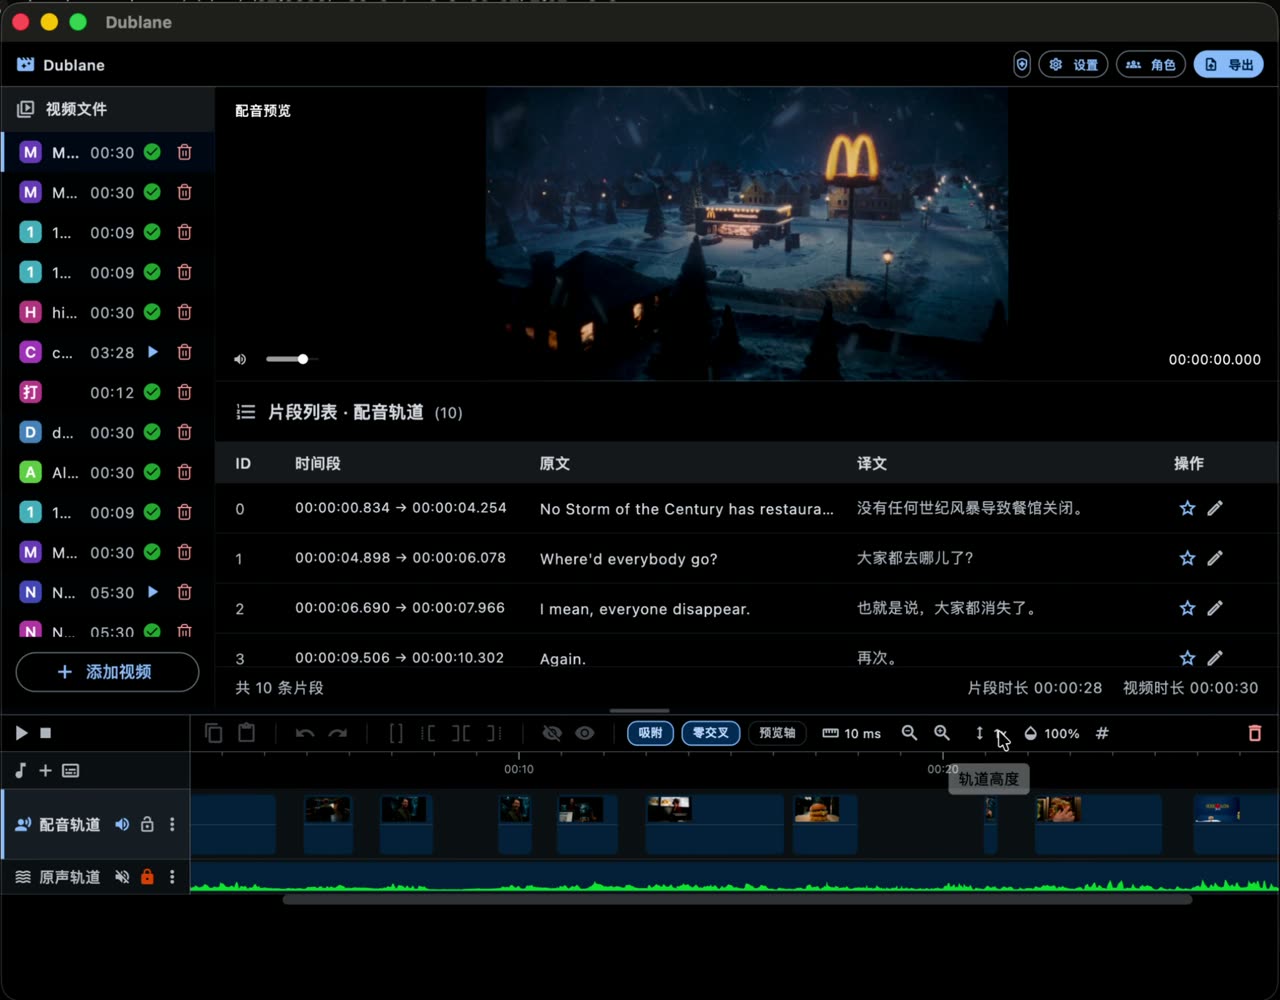 Dublane
Dublane
设置
角色
导出
视频文件
M M... 00:30
M M... 00:30
1 1... 00:09
1 1... 00:09
H hi... 00:30
C c... 03:28
打 00:12
D d... 00:30
A Al... 00:30
1 1... 00:09
M M... 00:30
N N... 05:30
N N... 05:30
添加视频
配音预览
00:00:00.000
片段列表 · 配音轨道 (10)
ID 时间段 原文 译文 操作
0 00:00:00.834 → 00:00:04.254 No Storm of the Century has restaura... 没有任何世纪风暴导致餐馆关闭。
1 00:00:04.898 → 00:00:06.078 Where'd everybody go? 大家都去哪儿了?
2 00:00:06.690 → 00:00:07.966 I mean, everyone disappear. 也就是说，大家都消失了。
3 00:00:09.506 → 00:00:10.302 Again. 再次。
共 10 条片段 片段时长 00:00:28 视频时长 00:00:30
吸附 零交叉 预览轴 10 ms 100%
00:10 00:20
轨道高度
配音轨道
原声轨道